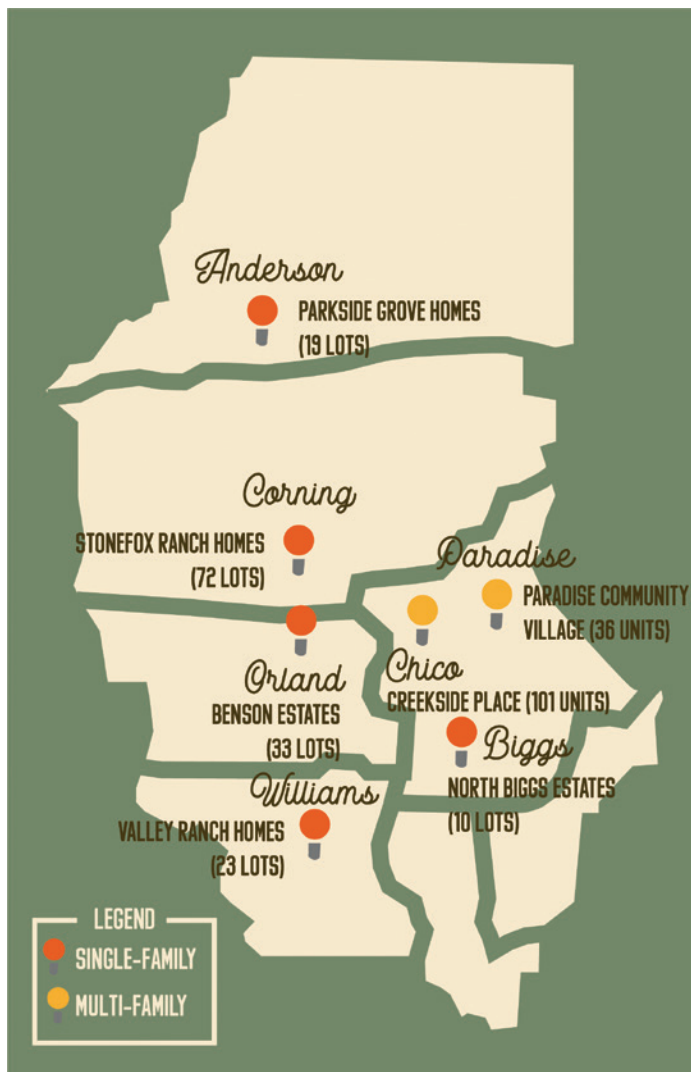 Anderson
PARKSIDE GROVE HOMES
(19 LOTS)
Corning
STONEFOX RANCH HOMES
(72 LOTS)
Paradise
PARADISE COMMUNITY
VILLAGE (36 UNITS)
Chico
CREEKSIDE PLACE (101 UNITS)
Orland
BENSON ESTATES
(33 LOTS)
Biggs
NORTH BIGGS ESTATES
(10 LOTS)
Williams
VALLEY RANCH HOMES
(23 LOTS)
LEGEND
SINGLE-FAMILY
MULTI-FAMILY